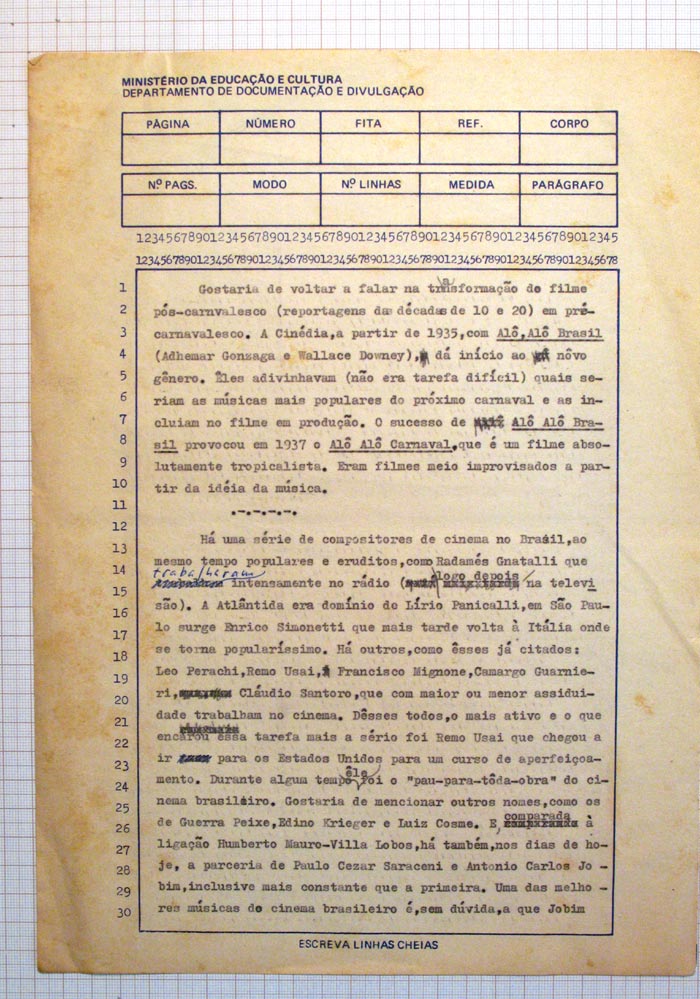 MINISTÉRIO DA EDUCAÇÃO E CULTURA
DEPARTAMENTO DE DOCUMENTAÇÃO E DIVULGAÇÃO
PÁGINA NÚMERO FITA REF. CORPO
Nº PAGS. MODO Nº LINHAS MEDIDA PARÁGRAFO
1234567890123456789012345678901234567890123456789012345
12345678901234567890123456789012345678901234567890123456789012345678
1 Gostaria de voltar a falar na transformação do filme
2 pós-carnvalesco (reportagens das décadas de 10 e 20) em pré-
3 carnavalesco. A Cinédia,a partir de 1935,com Alô,Alô Brasil
4 (Adhemar Gonzaga e Wallace Downey), dá início ao nôvo
5 gênero. Êles adivinhavam (não era tarefa difícil) quais se-
6 riam as músicas mais populares do próximo carnaval e as in-
7 cluiam no filme em produção. O sucesso de Alô Alô Bra-
8 sil provocou em 1937 o Alô Alô Carnaval,que é um filme abso-
9 lutamente tropicalista. Eram filmes meio improvisados a par-
10 tir da idéia da música.
11 .-.-.-.-.
12
13 Há uma série de compositores de cinema no Brasil,ao
14 mesmo tempo populares e eruditos,como Radamés Gnatalli que
15 trabalharam intensamente no rádio (logo depois na televi
16 são). A Atlântida era domínio do Lírio Panicalli,em São Pau-
17 lo surge Enrico Simonetti que mais tarde volta à Itália onde
18 se torna popularíssimo. Há outros,como êsses já citados:
19 Leo Perachi,Remo Usai, Francisco Mignone,Camargo Guarnie-
20 ri, Cláudio Santoro,que com maior ou menor assidui-
21 dade trabalham no cinema. Dêsses todos,o mais ativo e o que
22 encarou essa tarefa mais a sério foi Remo Usai que chegou a
23 ir para os Estados Unidos para um curso de aperfeiçoa-
24 mento. Durante algum tempo êle foi o "pau-para-tôda-obra" do ci-
25 nema brasileiro. Gostaria de mencionar outros nomes,como os
26 de Guerra Peixe,Edino Krieger e Luiz Cosme. E, comparada à
27 ligação Humberto Mauro-Villa Lobos,há também,nos dias de ho-
28 je, a parceria de Paulo Cezar Saraceni e Antonio Carlos Jo -
29 bim,inclusive mais constante que a primeira. Uma das melho -
30 res músicas do cinema brasileiro é,sem dúvida,a que Jobim
ESCREVA LINHAS CHEIAS